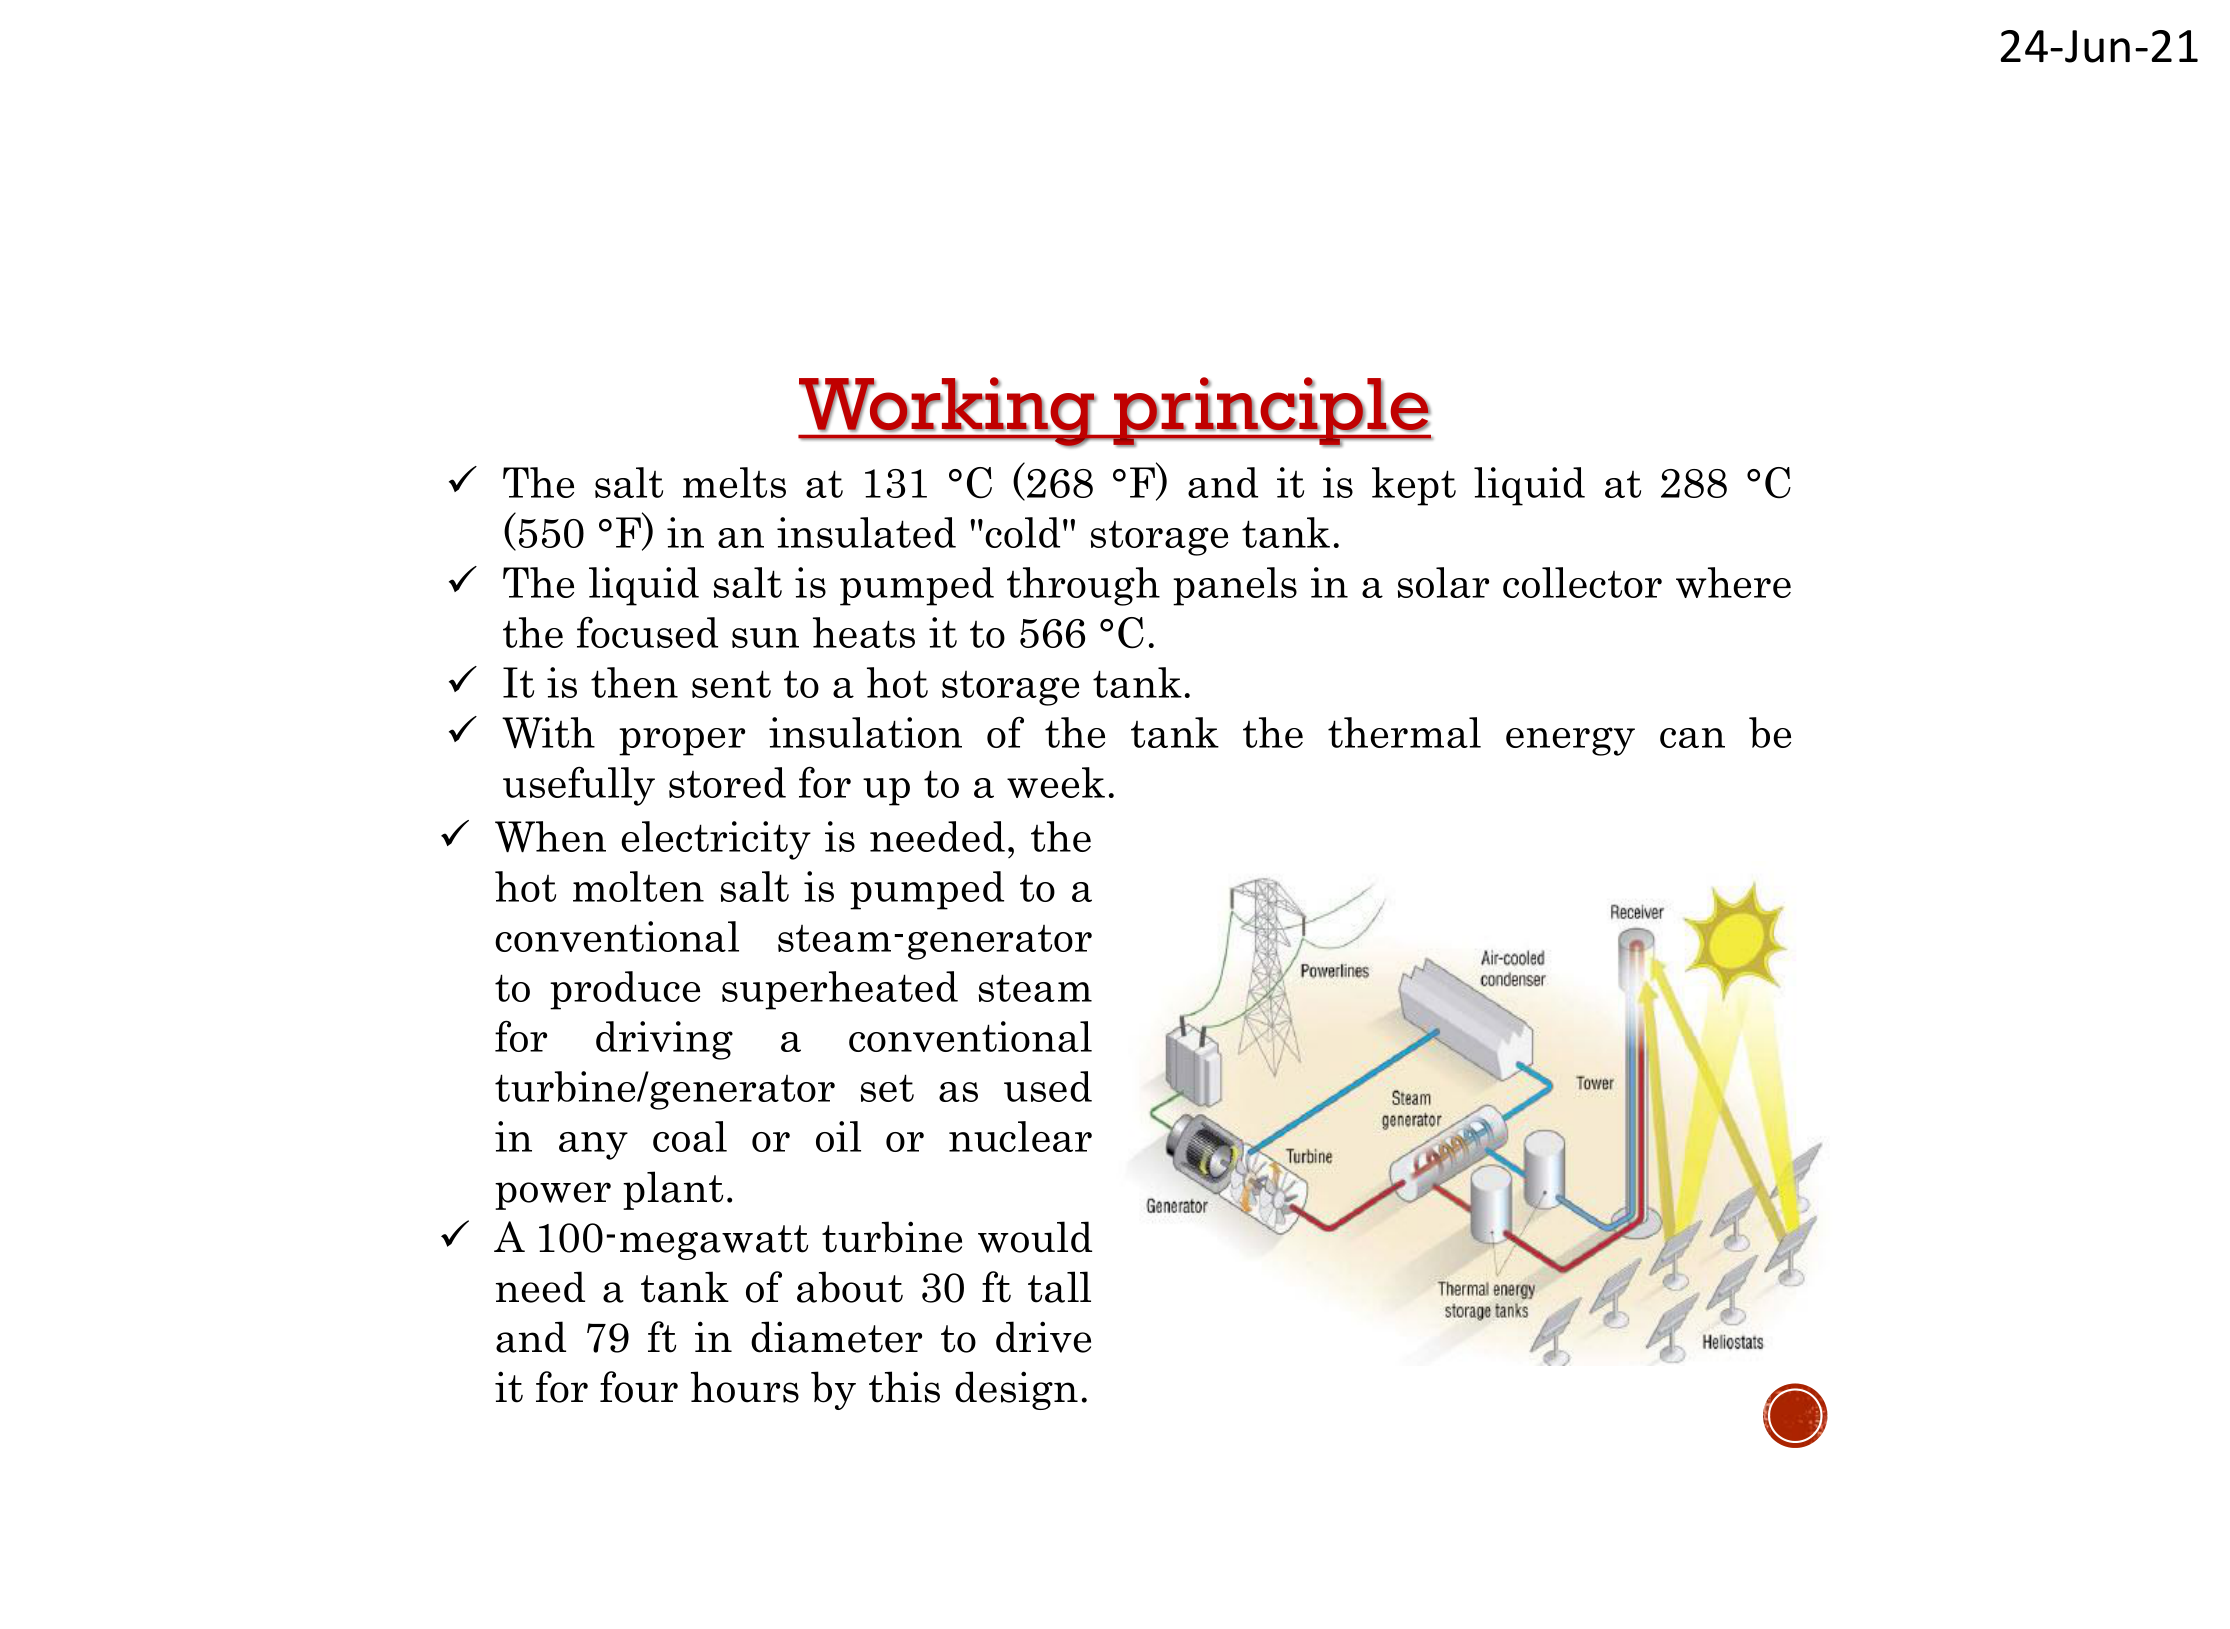 24-Jun-21
Working principle
✓ The salt melts at 131 °C (268 °F) and it is kept liquid at 288 °C
(550 °F) in an insulated "cold" storage tank.
✓ The liquid salt is pumped through panels in a solar collector where
the focused sun heats it to 566 °C.
✓ It is then sent to a hot storage tank.
✓ With proper insulation of the tank the thermal energy can be
usefully stored for up to a week.
✓ When electricity is needed, the
hot molten salt is pumped to a
conventional steam-generator
to produce superheated steam
for driving a conventional
turbine/generator set as used
in any coal or oil or nuclear
power plant.
✓ A 100-megawatt turbine would
need a tank of about 30 ft tall
and 79 ft in diameter to drive
it for four hours by this design.
Receiver
Air-cooled
condenser
Powerlines
Tower
Steam
generator
Turbine
Generator
Thermal energy
storage tanks
Heliostats